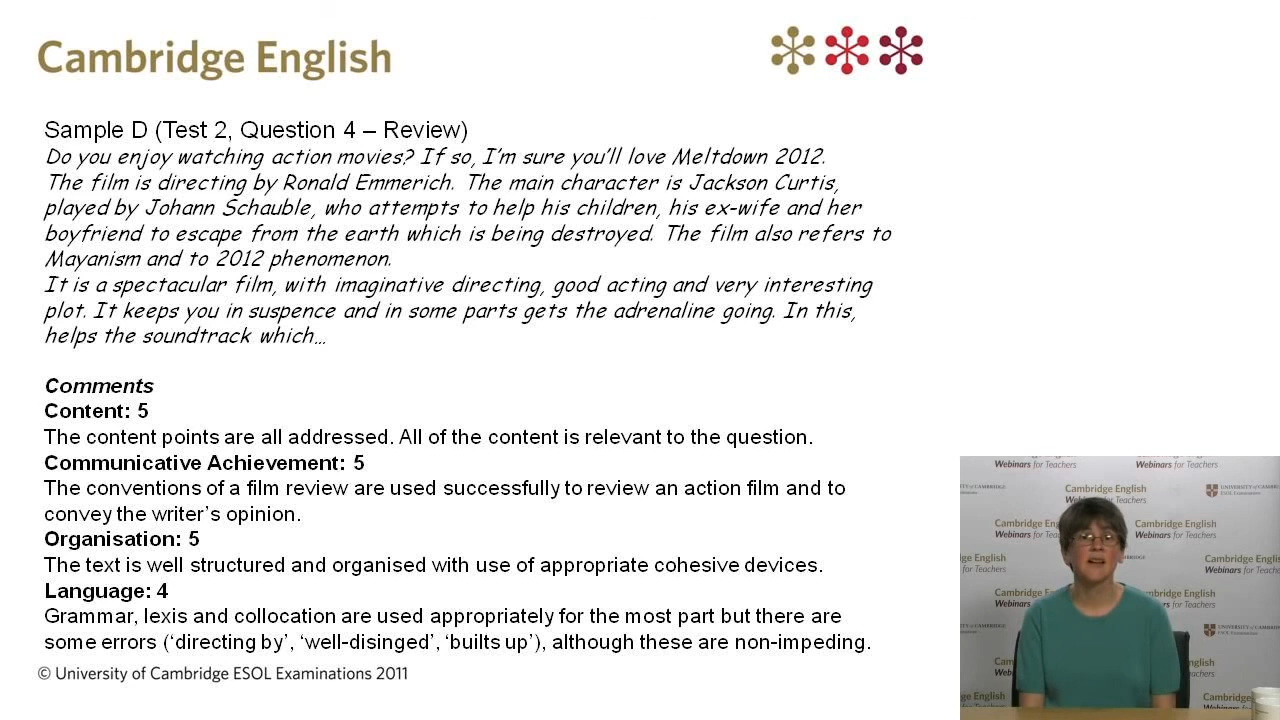 Cambridge English
Sample D (Test 2, Question 4 – Review)
Do you enjoy watching action movies? If so, I'm sure you'll love Meltdown 2012.
The film is directing by Ronald Emmerich. The main character is Jackson Curtis,
played by Johann Schauble, who attempts to help his children, his ex-wife and her
boyfriend to escape from the earth which is being destroyed. The film also refers to
Mayanism and to 2012 phenomenon.
It is a spectacular film, with imaginative directing, good acting and very interesting
plot. It keeps you in suspence and in some parts gets the adrenaline going. In this,
helps the soundtrack which...
Comments
Content: 5
The content points are all addressed. All of the content is relevant to the question.
Communicative Achievement: 5
The conventions of a film review are used successfully to review an action film and to
convey the writer's opinion.
Organisation: 5
The text is well structured and organised with use of appropriate cohesive devices.
Language: 4
Grammar, lexis and collocation are used appropriately for the most part but there are
some errors ('directing by', 'well-disinged', 'builts up'), although these are non-impeding.
© University of Cambridge ESOL Examinations 2011
Webinars for Teachers
Webinars for Teachers
Cambridge English
Cambridge English
Webinars for Teachers
Cambridge English